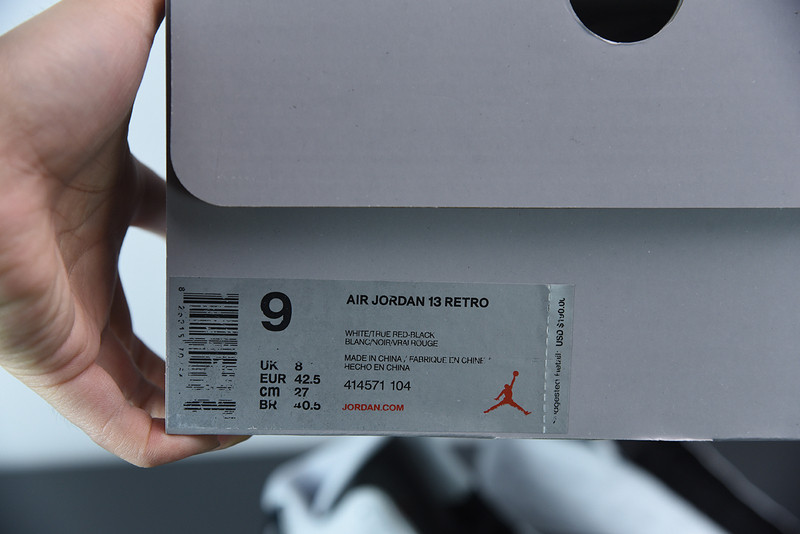 9
AIR JORDAN 13 RETRO
WHITE/TRUE RED-BLACK
BLANC/NOIR/VRAI ROUGE
MADE IN CHINA / FABRIQUE EN CHINE
HECHO EN CHINA
UK 8
EUR 42.5
cm 27
BR 40.5
414571 104
JORDAN.COM
USD